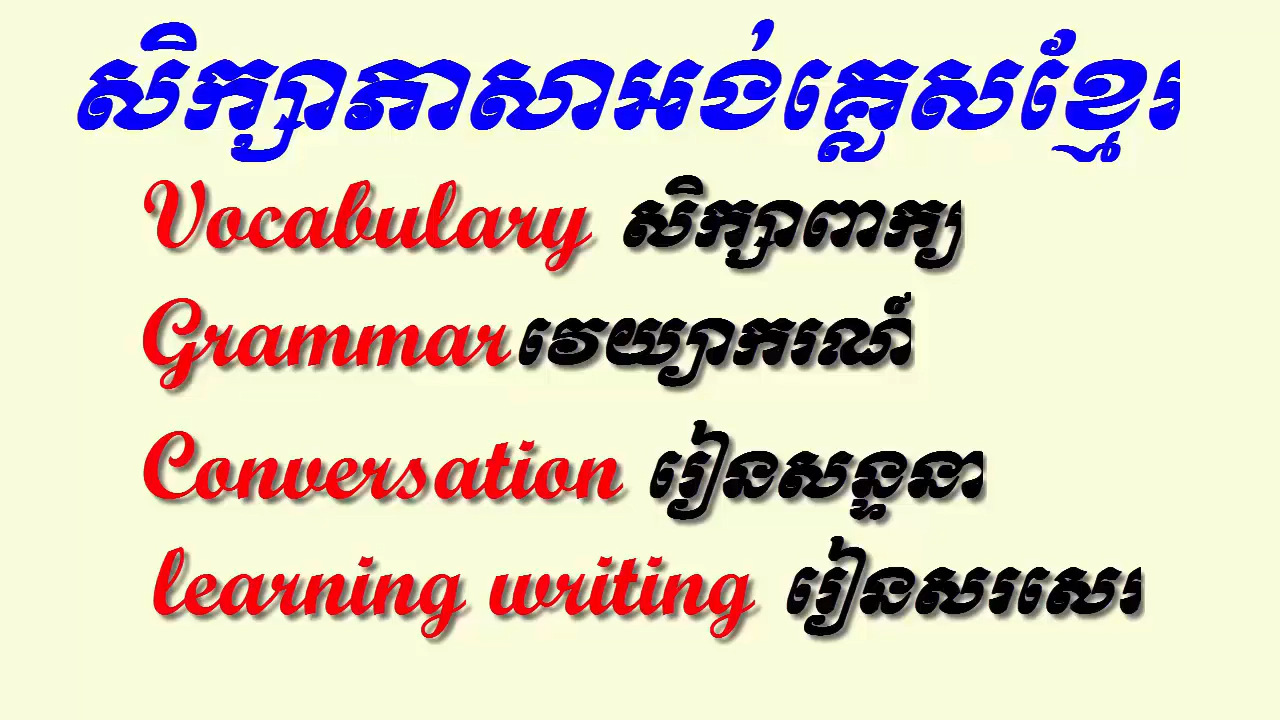 សិក្សាភាសាអង់គ្លេសខ្មែរ
Vocabulary សិក្សាពាក្យ
Grammar វេយ្យាករណ៍
Conversation រៀនសន្ទនា
learning writing រៀនសរសេរ